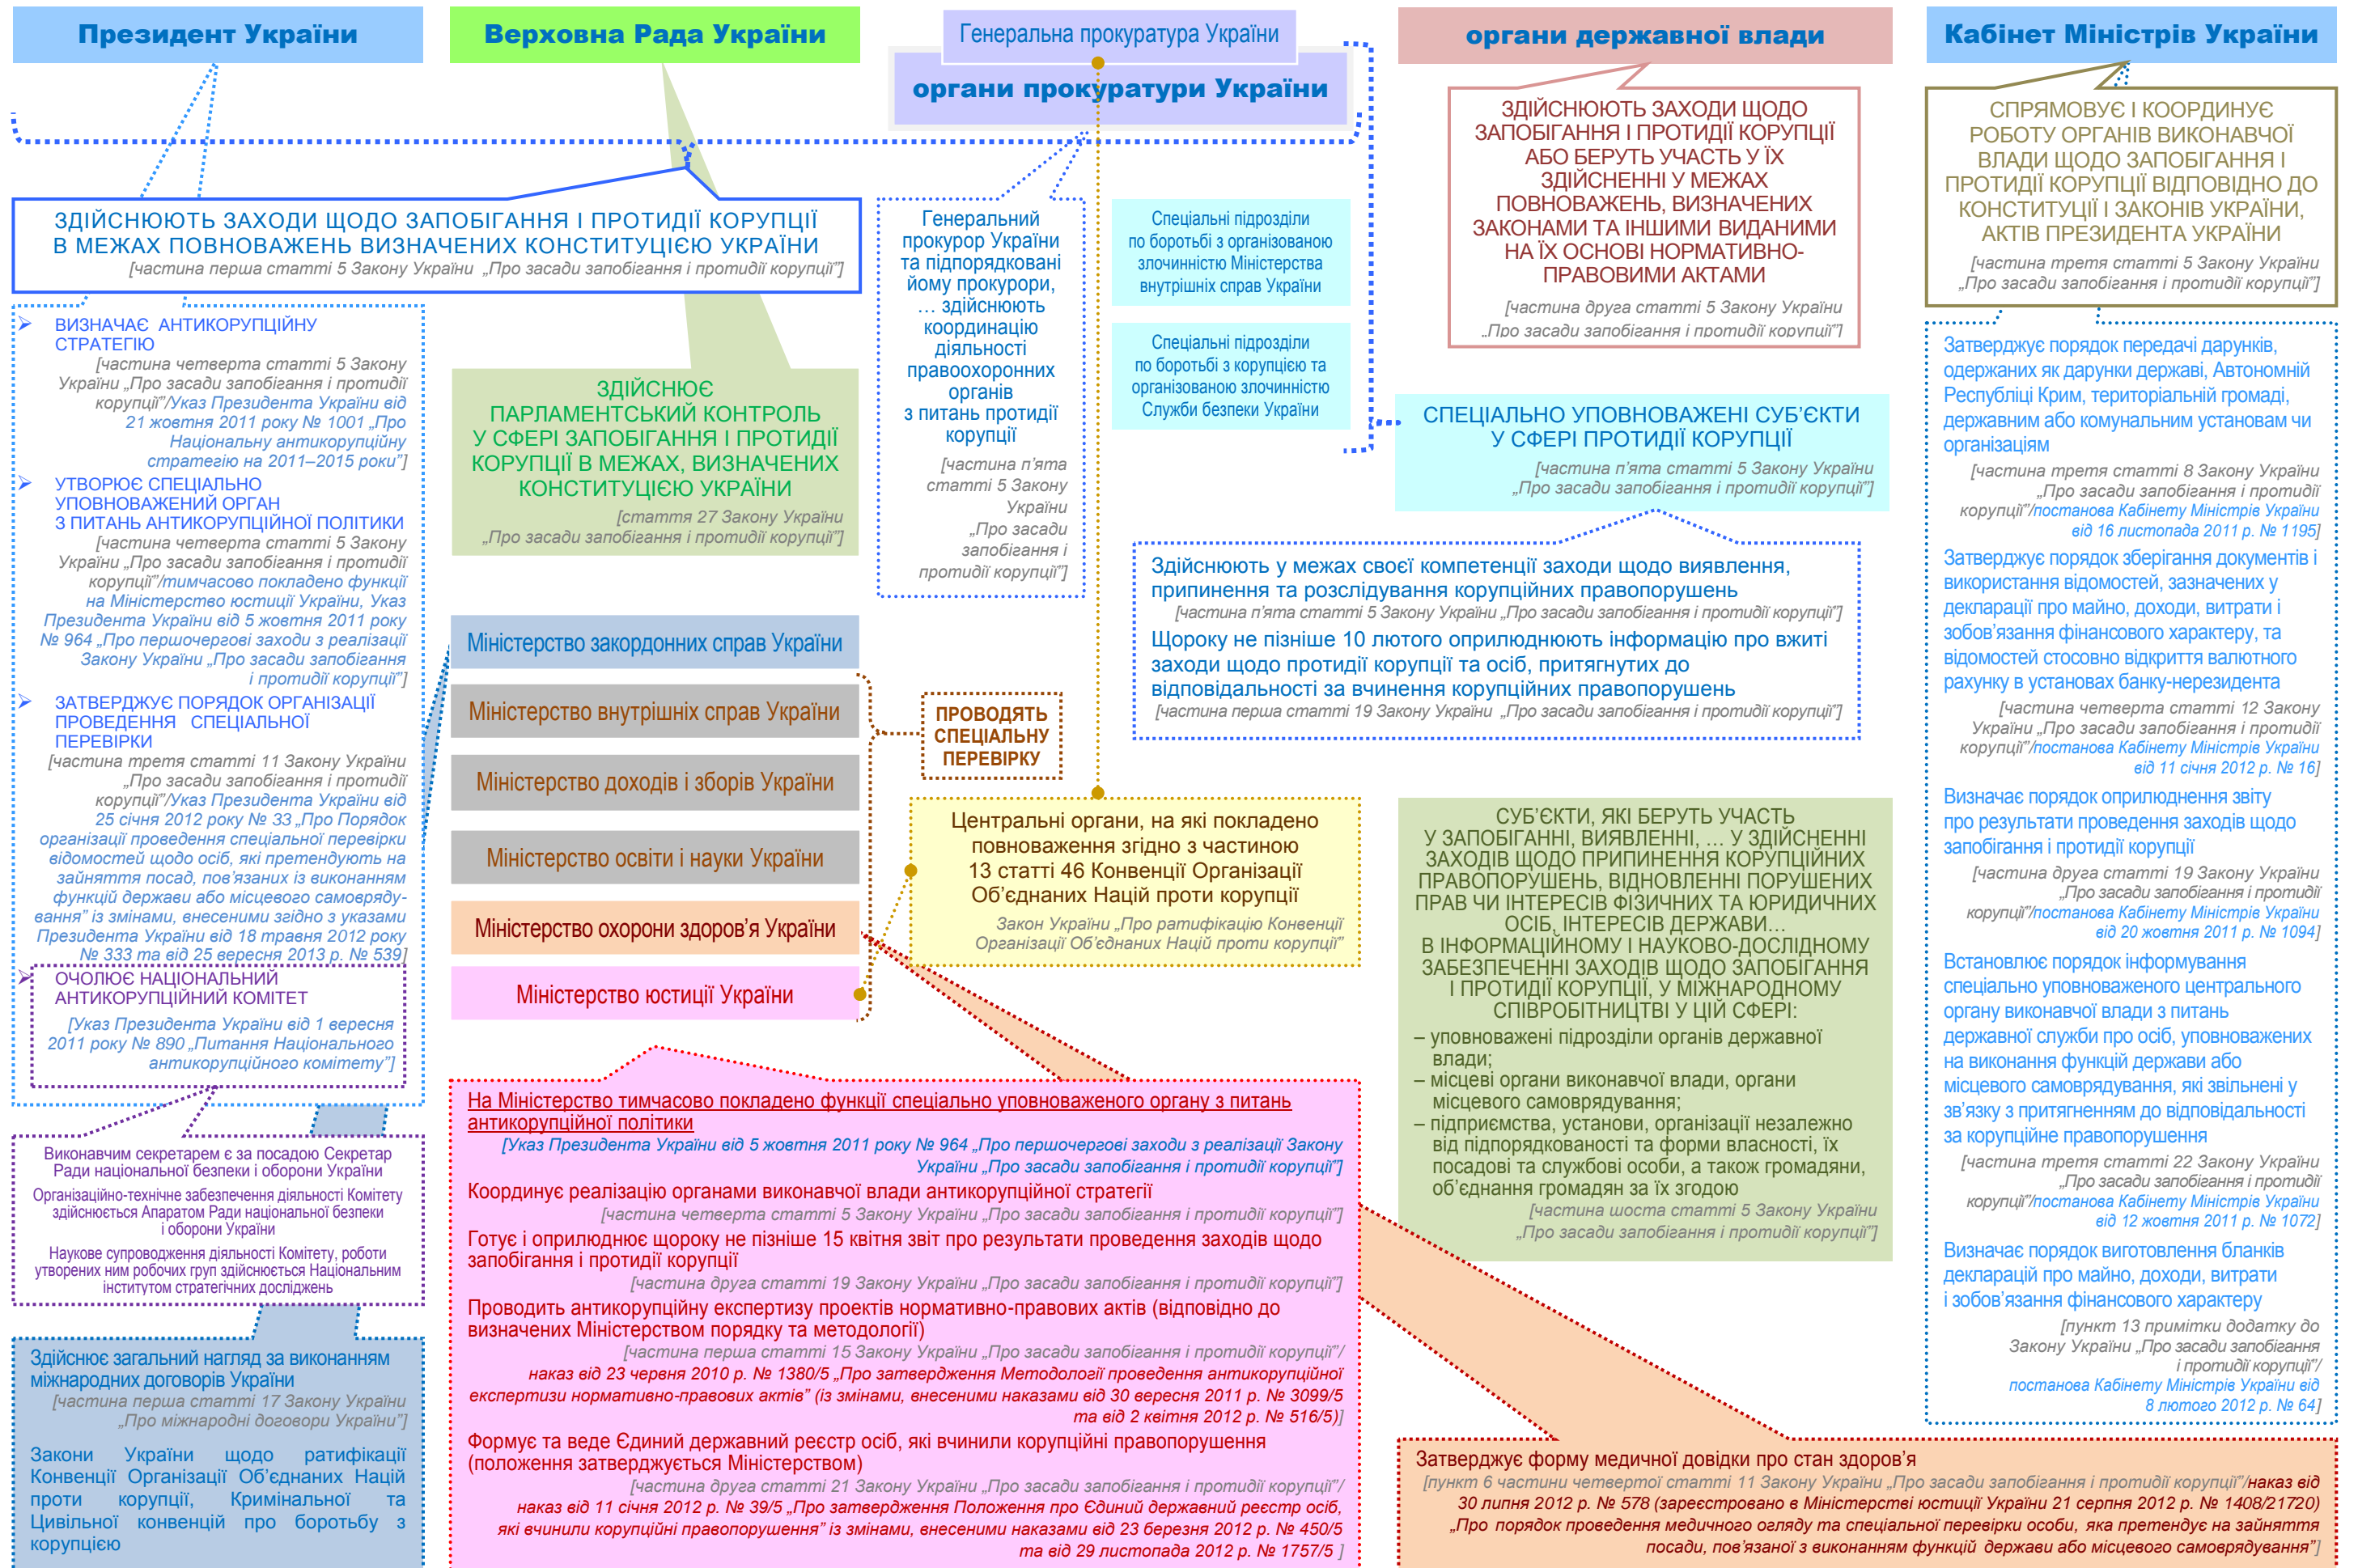 Президент України
Верховна Рада України
Генеральна прокуратура України
органи прокуратури України
органи державної влади
Кабінет Міністрів України
ЗДІЙСНЮЮТЬ ЗАХОДИ ЩОДО ЗАПОБІГАННЯ І ПРОТИДІЇ КОРУПЦІЇ
В МЕЖАХ ПОВНОВАЖЕНЬ ВИЗНАЧЕНИХ КОНСТИТУЦІЄЮ УКРАЇНИ
[частина перша статті 5 Закону України „Про засади запобігання і протидії корупції”]
➢ ВИЗНАЧАЄ АНТИКОРУПЦІЙНУ
СТРАТЕГІЮ
[частина четверта статті 5 Закону
України „Про засади запобігання і протидії
корупції”/Указ Президента України від
21 жовтня 2011 року № 1001 „Про
Національну антикорупційну
стратегію на 2011–2015 роки”]
➢ УТВОРЮЄ СПЕЦІАЛЬНО
УПОВНОВАЖЕНИЙ ОРГАН
З ПИТАНЬ АНТИКОРУПЦІЙНОЇ ПОЛІТИКИ
[частина четверта статті 5 Закону
України „Про засади запобігання і протидії
корупції”/тимчасово покладено функції
на Міністерство юстиції України, Указ
Президента України від 5 жовтня 2011 року
№ 964 „Про першочергові заходи з реалізації
Закону України „Про засади запобігання
і протидії корупції”]
➢ ЗАТВЕРДЖУЄ ПОРЯДОК ОРГАНІЗАЦІЇ
ПРОВЕДЕННЯ СПЕЦІАЛЬНОЇ
ПЕРЕВІРКИ
[частина третя статті 11 Закону України
„Про засади запобігання і протидії
корупції”/Указ Президента України від
25 січня 2012 року № 33 „Про Порядок
організації проведення спеціальної перевірки
відомостей щодо осіб, які претендують на
зайняття посад, пов’язаних із виконанням
функцій держави або місцевого самовряду-
вання” із змінами, внесеними згідно з указами
Президента України від 18 травня 2012 року
№ 333 та від 25 вересня 2013 р. № 539]
➢ ОЧОЛЮЄ НАЦІОНАЛЬНИЙ
АНТИКОРУПЦІЙНИЙ КОМІТЕТ
[Указ Президента України від 1 вересня
2011 року № 890 „Питання Національного
антикорупційного комітету”]
Виконавчим секретарем є за посадою Секретар
Ради національної безпеки і оборони України
Організаційно-технічне забезпечення діяльності Комітету
здійснюється Апаратом Ради національної безпеки
і оборони України
Наукове супроводження діяльності Комітету, роботи
утворених ним робочих груп здійснюється Національним
інститутом стратегічних досліджень
Здійснює загальний нагляд за виконанням
міжнародних договорів України
[частина перша статті 17 Закону України
„Про міжнародні договори України”]
Закони України щодо ратифікації
Конвенції Організації Об’єднаних Націй
проти корупції, Кримінальної та
Цивільної конвенцій про боротьбу з
корупцією
ЗДІЙСНЮЄ
ПАРЛАМЕНТСЬКИЙ КОНТРОЛЬ
У СФЕРІ ЗАПОБІГАННЯ І ПРОТИДІЇ
КОРУПЦІЇ В МЕЖАХ, ВИЗНАЧЕНИХ
КОНСТИТУЦІЄЮ УКРАЇНИ
[стаття 27 Закону України
„Про засади запобігання і протидії корупції”]
Міністерство закордонних справ України
Міністерство внутрішніх справ України
Міністерство доходів і зборів України
Міністерство освіти і науки України
Міністерство охорони здоров’я України
Міністерство юстиції України
ПРОВОДЯТЬ
СПЕЦІАЛЬНУ
ПЕРЕВІРКУ
Генеральний
прокурор України
та підпорядковані
йому прокурори,
… здійснюють
координацію
діяльності
правоохоронних
органів
з питань протидії
корупції
[частина п’ята
статті 5 Закону
України
„Про засади
запобігання і
протидії корупції”]
Спеціальні підрозділи
по боротьбі з організованою
злочинністю Міністерства
внутрішніх справ України
Спеціальні підрозділи
по боротьбі з корупцією та
організованою злочинністю
Служби безпеки України
ЗДІЙСНЮЮТЬ ЗАХОДИ ЩОДО
ЗАПОБІГАННЯ І ПРОТИДІЇ КОРУПЦІЇ
АБО БЕРУТЬ УЧАСТЬ У ЇХ
ЗДІЙСНЕННІ У МЕЖАХ
ПОВНОВАЖЕНЬ, ВИЗНАЧЕНИХ
ЗАКОНАМИ ТА ІНШИМИ ВИДАНИМИ
НА ЇХ ОСНОВІ НОРМАТИВНО-
ПРАВОВИМИ АКТАМИ
[частина друга статті 5 Закону України
„Про засади запобігання і протидії корупції”]
СПЕЦІАЛЬНО УПОВНОВАЖЕНІ СУБ’ЄКТИ
У СФЕРІ ПРОТИДІЇ КОРУПЦІЇ
[частина п’ята статті 5 Закону України
„Про засади запобігання і протидії корупції”]
Здійснюють у межах своєї компетенції заходи щодо виявлення,
припинення та розслідування корупційних правопорушень
[частина п’ята статті 5 Закону України „Про засади запобігання і протидії корупції”]
Щороку не пізніше 10 лютого оприлюднюють інформацію про вжиті
заходи щодо протидії корупції та осіб, притягнутих до
відповідальності за вчинення корупційних правопорушень
[частина перша статті 19 Закону України „Про засади запобігання і протидії корупції”]
Центральні органи, на які покладено
повноваження згідно з частиною
13 статті 46 Конвенції Організації
Об’єднаних Націй проти корупції
Закон України „Про ратифікацію Конвенції
Організації Об’єднаних Націй проти корупції”
СУБ’ЄКТИ, ЯКІ БЕРУТЬ УЧАСТЬ
У ЗАПОБІГАННІ, ВИЯВЛЕННІ, … У ЗДІЙСНЕННІ
ЗАХОДІВ ЩОДО ПРИПИНЕННЯ КОРУПЦІЙНИХ
ПРАВОПОРУШЕНЬ, ВІДНОВЛЕННІ ПОРУШЕНИХ
ПРАВ ЧИ ІНТЕРЕСІВ ФІЗИЧНИХ ТА ЮРИДИЧНИХ
ОСІБ, ІНТЕРЕСІВ ДЕРЖАВИ…
В ІНФОРМАЦІЙНОМУ І НАУКОВО-ДОСЛІДНОМУ
ЗАБЕЗПЕЧЕННІ ЗАХОДІВ ЩОДО ЗАПОБІГАННЯ
І ПРОТИДІЇ КОРУПЦІЇ, У МІЖНАРОДНОМУ
СПІВРОБІТНИЦТВІ У ЦІЙ СФЕРІ:
– уповноважені підрозділи органів державної
влади;
– місцеві органи виконавчої влади, органи
місцевого самоврядування;
– підприємства, установи, організації незалежно
від підпорядкованості та форми власності, їх
посадові та службові особи, а також громадяни,
об’єднання громадян за їх згодою
[частина шоста статті 5 Закону України
„Про засади запобігання і протидії корупції”]
На Міністерство тимчасово покладено функції спеціально уповноваженого органу з питань
антикорупційної політики
[Указ Президента України від 5 жовтня 2011 року № 964 „Про першочергові заходи з реалізації Закону
України „Про засади запобігання і протидії корупції”]
Координує реалізацію органами виконавчої влади антикорупційної стратегії
[частина четверта статті 5 Закону України „Про засади запобігання і протидії корупції”]
Готує і оприлюднює щороку не пізніше 15 квітня звіт про результати проведення заходів щодо
запобігання і протидії корупції
[частина друга статті 19 Закону України „Про засади запобігання і протидії корупції”]
Проводить антикорупційну експертизу проектів нормативно-правових актів (відповідно до
визначених Міністерством порядку та методології)
[частина перша статті 15 Закону України „Про засади запобігання і протидії корупції”/
наказ від 23 червня 2010 р. № 1380/5 „Про затвердження Методології проведення антикорупційної
експертизи нормативно-правових актів” (із змінами, внесеними наказами від 30 вересня 2011 р. № 3099/5
та від 2 квітня 2012 р. № 516/5)]
Формує та веде Єдиний державний реєстр осіб, які вчинили корупційні правопорушення
(положення затверджується Міністерством)
[частина друга статті 21 Закону України „Про засади запобігання і протидії корупції”/
наказ від 11 січня 2012 р. № 39/5 „Про затвердження Положення про Єдиний державний реєстр осіб,
які вчинили корупційні правопорушення” із змінами, внесеними наказами від 23 березня 2012 р. № 450/5
та від 29 листопада 2012 р. № 1757/5 ]
СПРЯМОВУЄ І КООРДИНУЄ
РОБОТУ ОРГАНІВ ВИКОНАВЧОЇ
ВЛАДИ ЩОДО ЗАПОБІГАННЯ І
ПРОТИДІЇ КОРУПЦІЇ ВІДПОВІДНО ДО
КОНСТИТУЦІЇ І ЗАКОНІВ УКРАЇНИ,
АКТІВ ПРЕЗИДЕНТА УКРАЇНИ
[частина третя статті 5 Закону України
„Про засади запобігання і протидії корупції”]
Затверджує порядок передачі дарунків,
одержаних як дарунки державі, Автономній
Республіці Крим, територіальній громаді,
державним або комунальним установам чи
організаціям
[частина третя статті 8 Закону України
„Про засади запобігання і протидії
корупції”/постанова Кабінету Міністрів України
від 16 листопада 2011 р. № 1195]
Затверджує порядок зберігання документів і
використання відомостей, зазначених у
декларації про майно, доходи, витрати і
зобов’язання фінансового характеру, та
відомостей стосовно відкриття валютного
рахунку в установах банку-нерезидента
[частина четверта статті 12 Закону
України „Про засади запобігання і протидії
корупції”/постанова Кабінету Міністрів України
від 11 січня 2012 р. № 16]
Визначає порядок оприлюднення звіту
про результати проведення заходів щодо
запобігання і протидії корупції
[частина друга статті 19 Закону України
„Про засади запобігання і протидії
корупції”/постанова Кабінету Міністрів України
від 20 жовтня 2011 р. № 1094]
Встановлює порядок інформування
спеціально уповноваженого центрального
органу виконавчої влади з питань
державної служби про осіб, уповноважених
на виконання функцій держави або
місцевого самоврядування, які звільнені у
зв’язку з притягненням до відповідальності
за корупційне правопорушення
[частина третя статті 22 Закону України
„Про засади запобігання і протидії
корупції”/постанова Кабінету Міністрів України
від 12 жовтня 2011 р. № 1072]
Визначає порядок виготовлення бланків
декларацій про майно, доходи, витрати
і зобов’язання фінансового характеру
[пункт 13 примітки додатку до
Закону України „Про засади запобігання
і протидії корупції”/
постанова Кабінету Міністрів України від
8 лютого 2012 р. № 64]
Затверджує форму медичної довідки про стан здоров’я
[пункт 6 частини четвертої статті 11 Закону України „Про засади запобігання і протидії корупції”/наказ від
30 липня 2012 р. № 578 (зареєстровано в Міністерстві юстиції України 21 серпня 2012 р. № 1408/21720)
„Про порядок проведення медичного огляду та спеціальної перевірки особи, яка претендує на зайняття
посади, пов’язаної з виконанням функцій держави або місцевого самоврядування”]